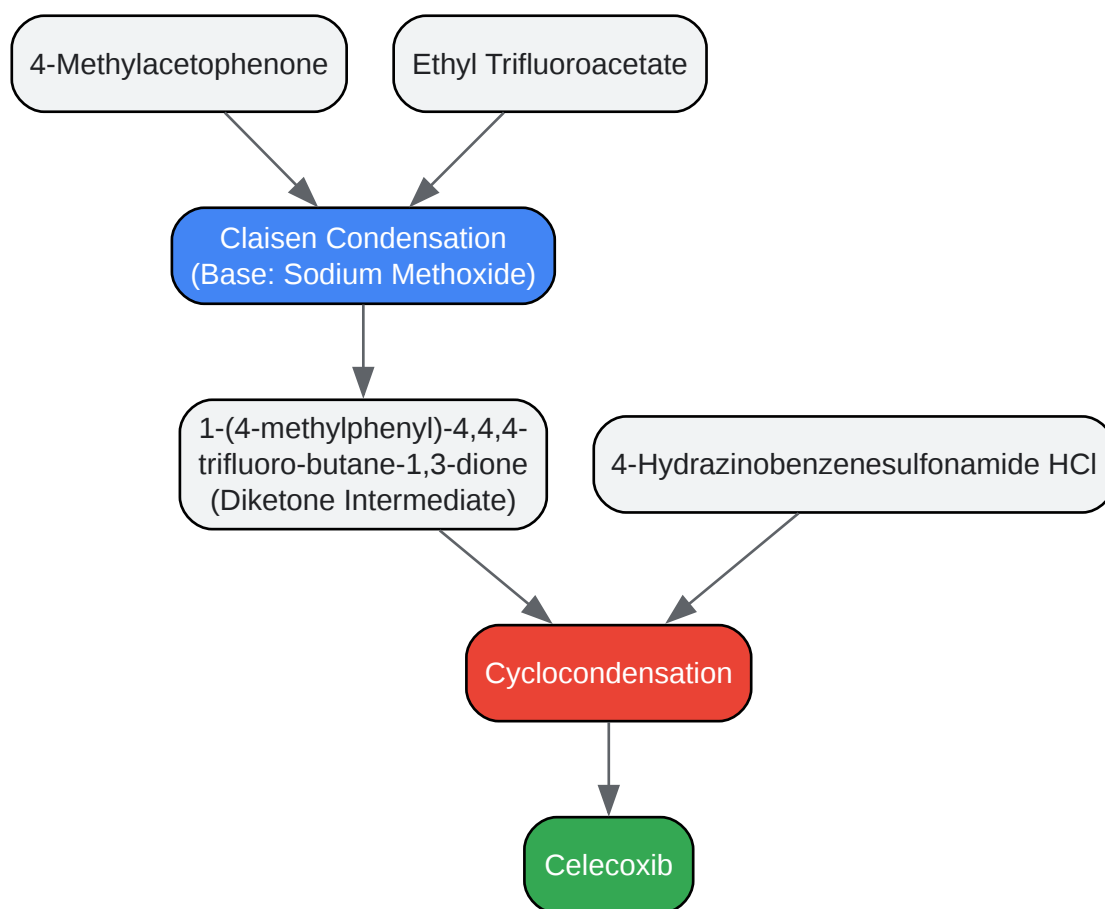 4-Methylacetophenone
Ethyl Trifluoroacetate
Claisen Condensation
(Base: Sodium Methoxide)
1-(4-methylphenyl)-4,4,4-
trifluoro-butane-1,3-dione
(Diketone Intermediate)
4-Hydrazinobenzenesulfonamide HCl
Cyclocondensation
Celecoxib